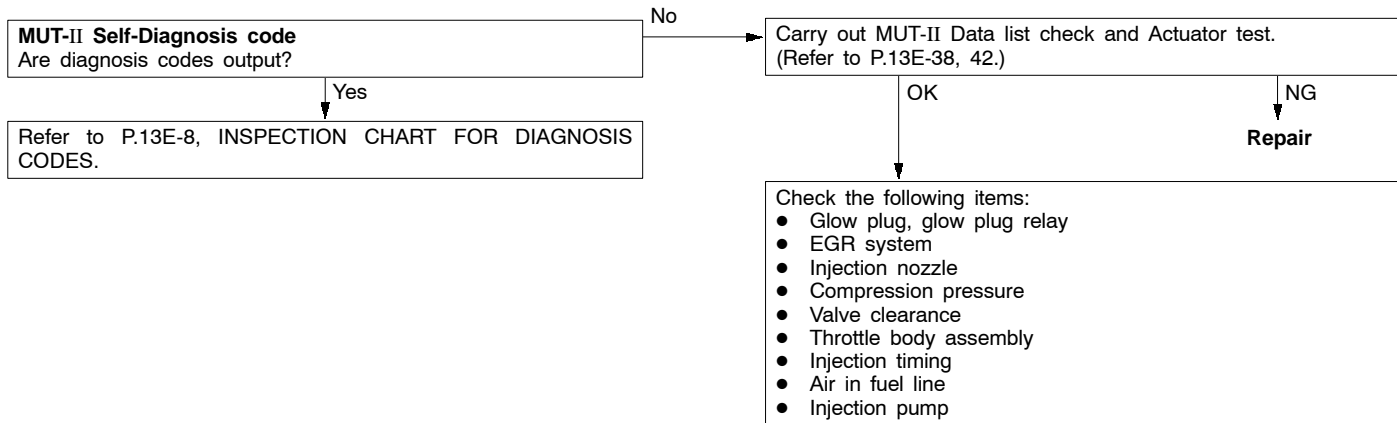 MUT-II Self-Diagnosis code
Are diagnosis codes output?
No
Carry out MUT-II Data list check and Actuator test.
(Refer to P.13E-38, 42.)
Yes
OK
NG
Refer to P.13E-8, INSPECTION CHART FOR DIAGNOSIS
CODES.
Repair
Check the following items:
● Glow plug, glow plug relay
● EGR system
● Injection nozzle
● Compression pressure
● Valve clearance
● Throttle body assembly
● Injection timing
● Air in fuel line
● Injection pump